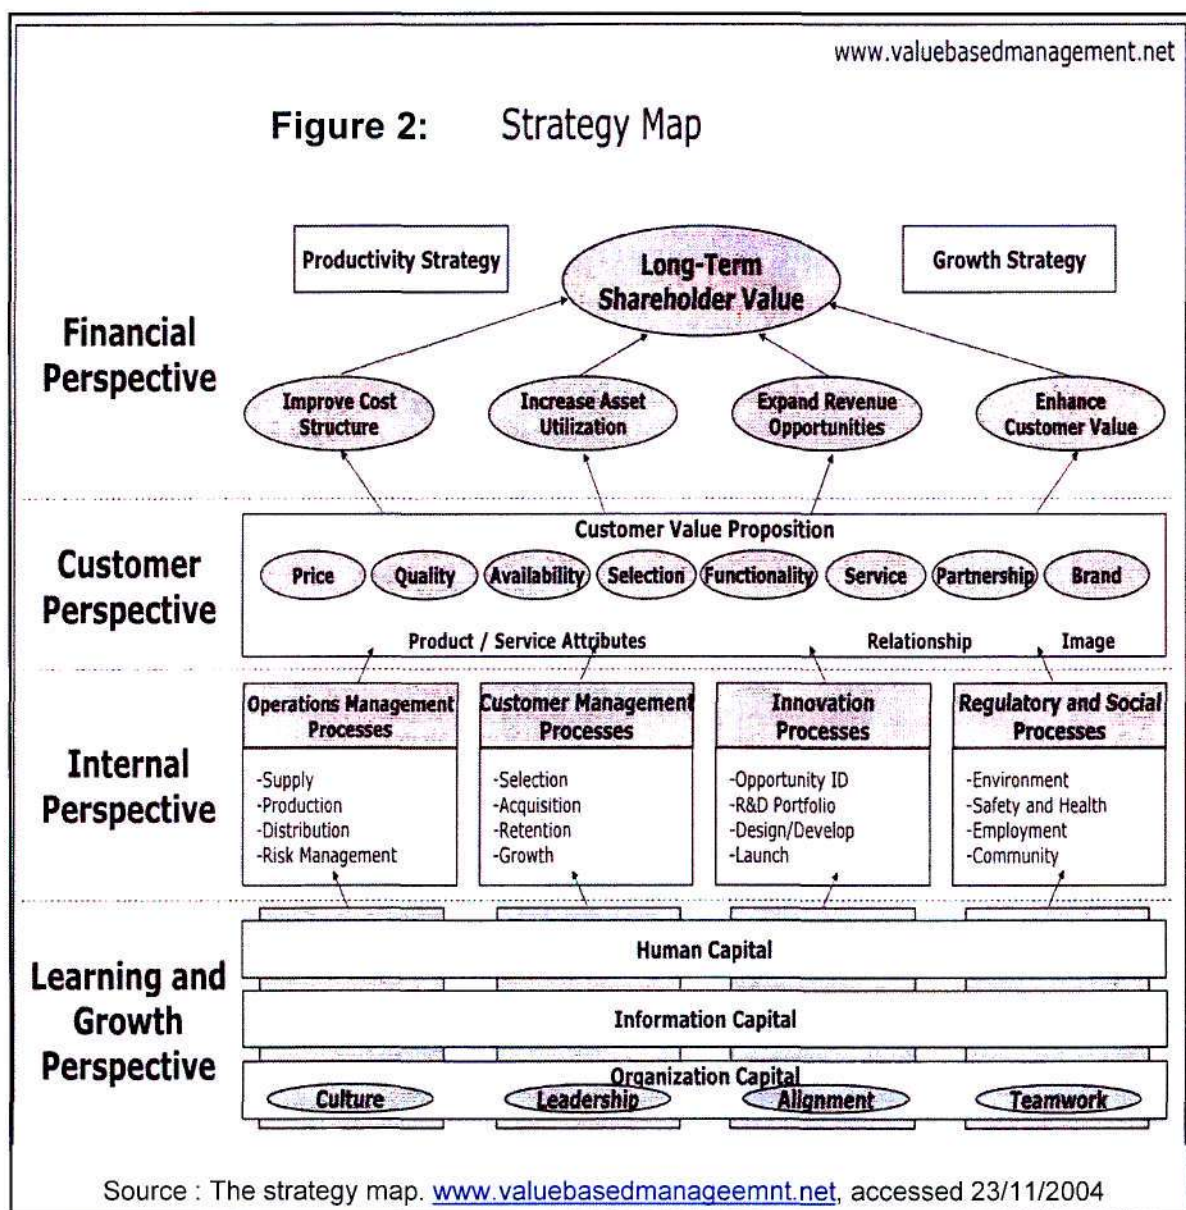 www.valuebasedmanagement.net
Figure 2: Strategy Map
Productivity Strategy
Long-Term
Shareholder Value
Growth Strategy
Financial
Perspective
Improve Cost
Structure
Increase Asset
Utilization
Expand Revenue
Opportunities
Enhance
Customer Value
Customer
Perspective
Customer Value Proposition
Price Quality Availability Selection Functionality Service Partnership Brand
Product / Service Attributes Relationship Image
Internal
Perspective
Operations Management
Processes
-Supply
-Production
-Distribution
-Risk Management
Customer Management
Processes
-Selection
-Acquisition
-Retention
-Growth
Innovation
Processes
-Opportunity ID
-R&D Portfolio
-Design/Develop
-Launch
Regulatory and Social
Processes
-Environment
-Safety and Health
-Employment
-Community
Learning and
Growth
Perspective
Human Capital
Information Capital
Organization Capital
Culture Leadership Alignment Teamwork
Source : The strategy map. www.valuebasedmanageemnt.net, accessed 23/11/2004